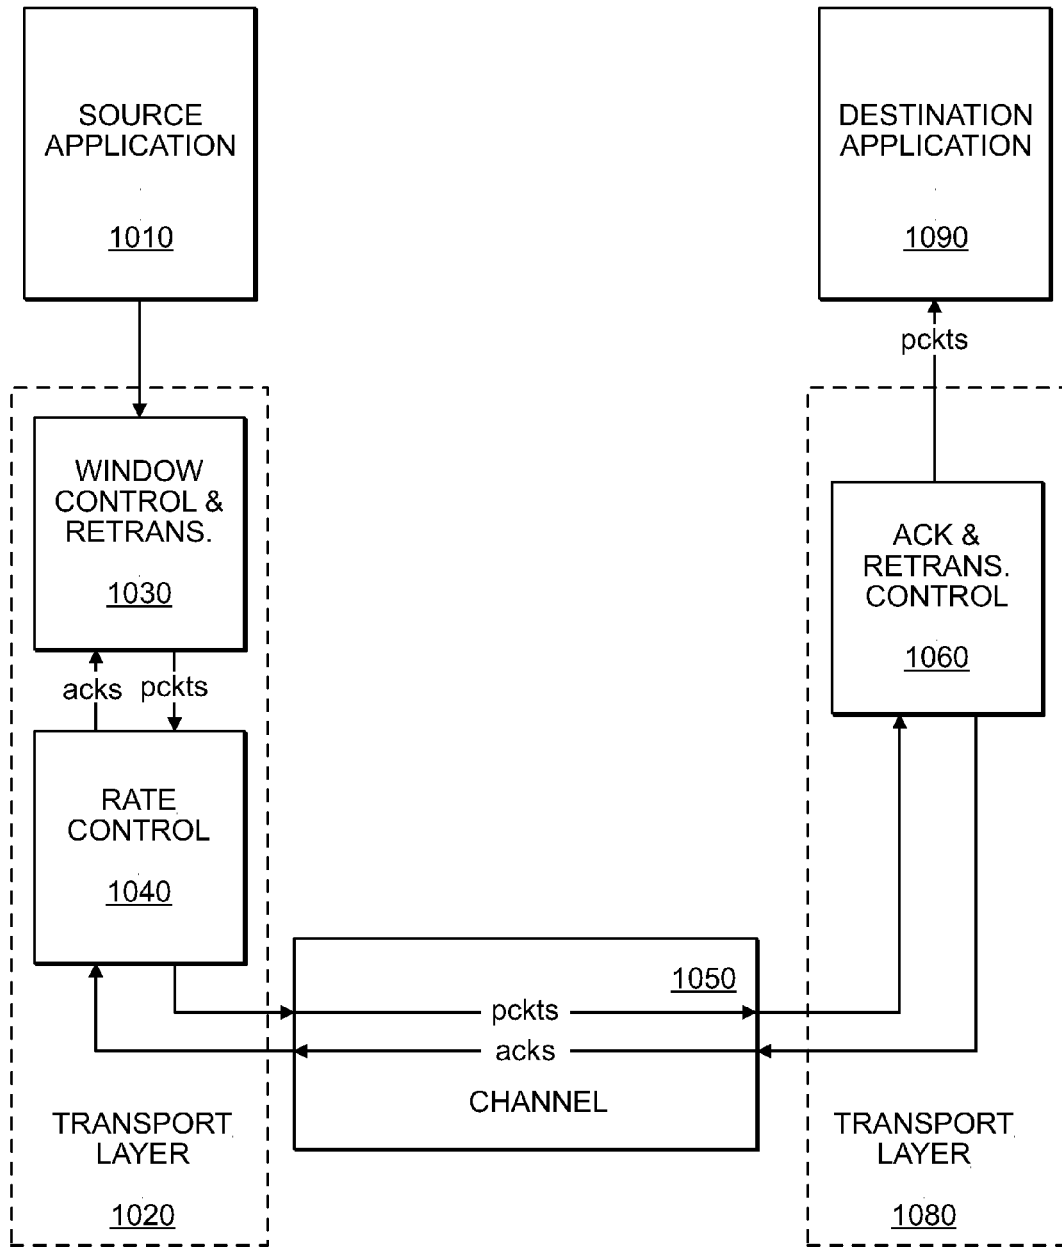 SOURCE
APPLICATION
1010
DESTINATION
APPLICATION
1090
pckts
WINDOW
CONTROL &
RETRANS.
1030
ACK &
RETRANS.
CONTROL
1060
acks
pckts
RATE
CONTROL
1040
1050
pckts
acks
CHANNEL
TRANSPORT
LAYER
1020
TRANSPORT
LAYER
1080